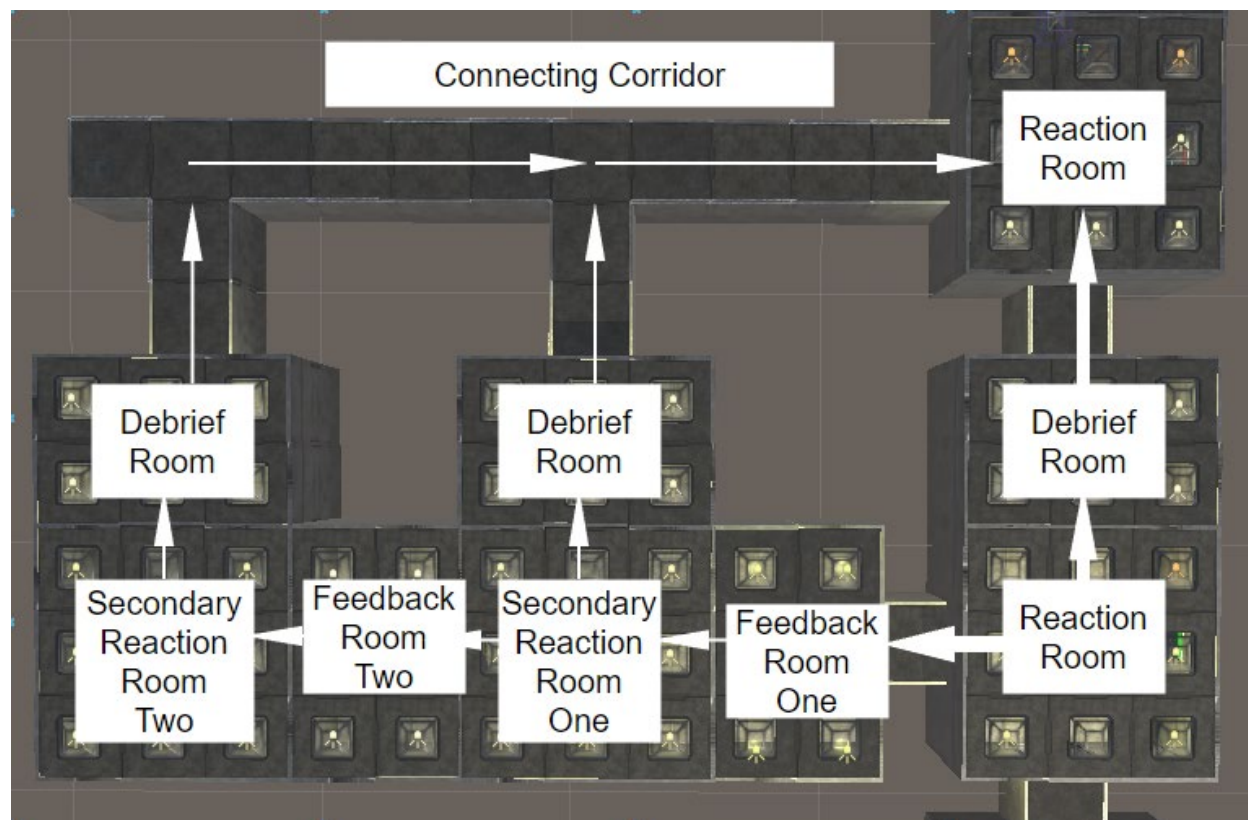 Connecting Corridor
Reaction
Room
Debrief
Room
Debrief
Room
Debrief
Room
Secondary
Reaction
Room
Two
Feedback
Room
Two
Secondary
Reaction
Room
One
Feedback
Room
One
Reaction
Room